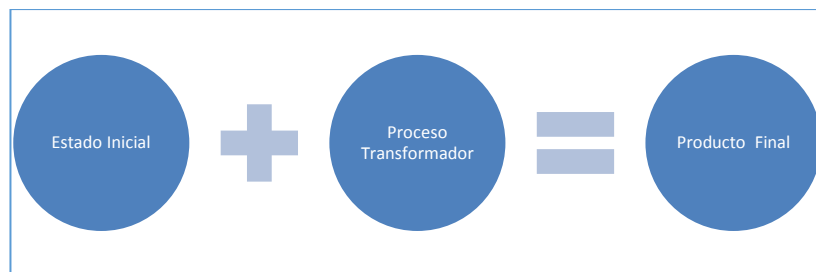 Estado Inicial
Proceso
Transformador
Producto Final